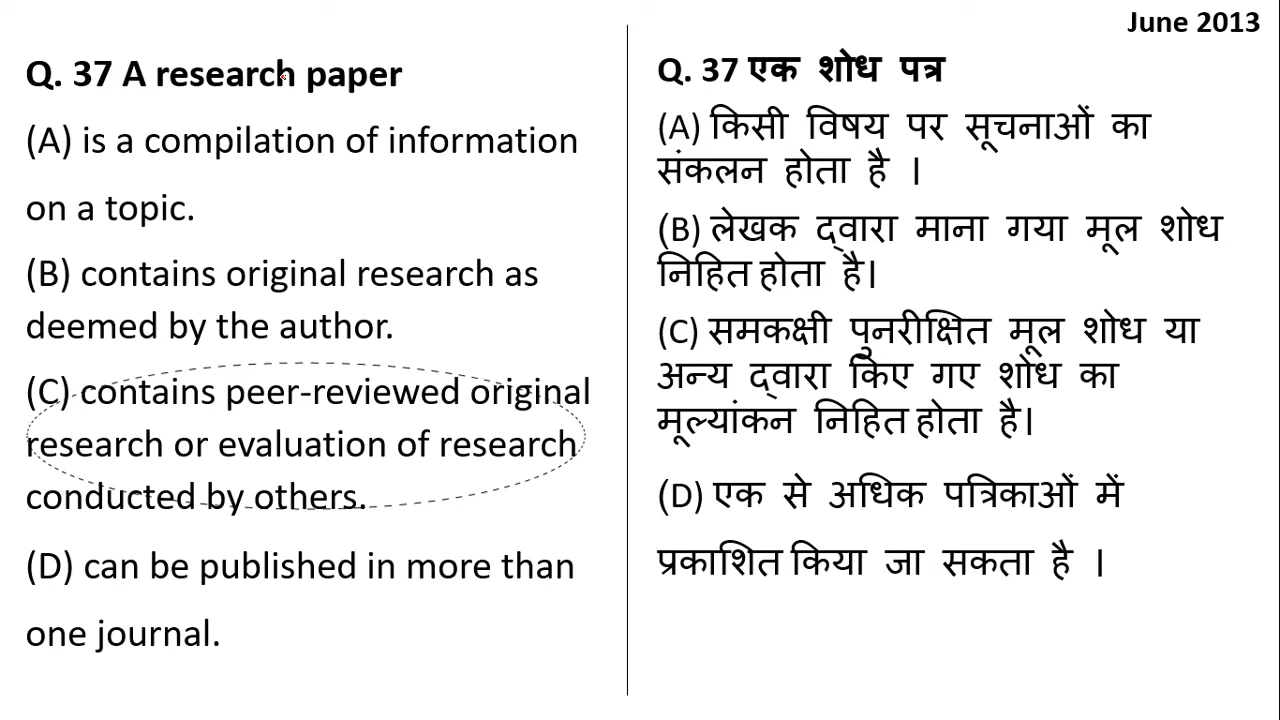 June 2013
Q. 37 A research paper
(A) is a compilation of information
on a topic.
(B) contains original research as
deemed by the author.
(C) contains peer-reviewed original
research or evaluation of research
conducted by others.
(D) can be published in more than
one journal.
Q. 37 एक शोध पत्र
(A) किसी विषय पर सूचनाओं का
संकलन होता है ।
(B) लेखक द्वारा माना गया मूल शोध
निहित होता है।
(C) समकक्षी पुनरीक्षित मूल शोध या
अन्य द्वारा किए गए शोध का
मूल्यांकन निहित होता है।
(D) एक से अधिक पत्रिकाओं में
प्रकाशित किया जा सकता है ।